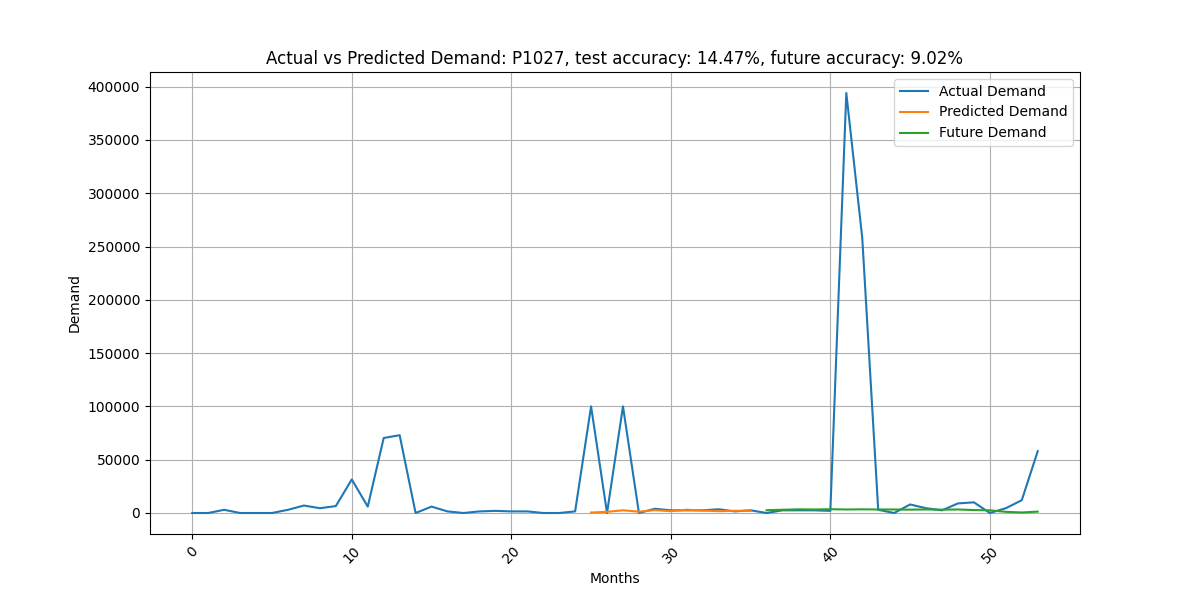 Actual vs Predicted Demand: P1027, test accuracy: 14.47%, future accuracy: 9.02%
Actual Demand
Predicted Demand
Future Demand
400000
350000
300000
250000
200000
150000
100000
50000
0
Demand
0
10
20
30
40
50
Months